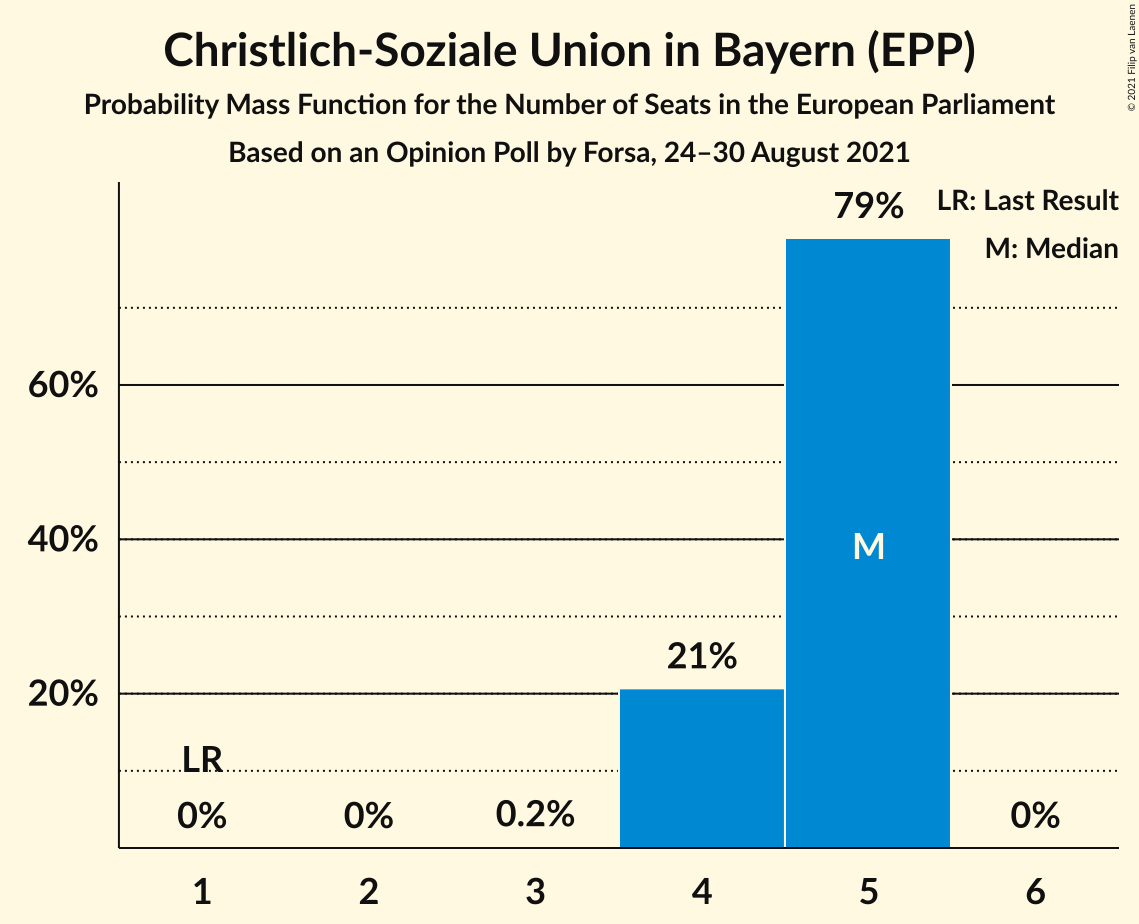 Christlich-Soziale Union in Bayern (EPP)
Probability Mass Function for the Number of Seats in the European Parliament
Based on an Opinion Poll by Forsa, 24–30 August 2021
© 2021 Filip van Laenen
79%
LR: Last Result
M: Median
60%
40%
M
21%
20%
LR
0%
0%
0.2%
0%
1 2 3 4 5 6